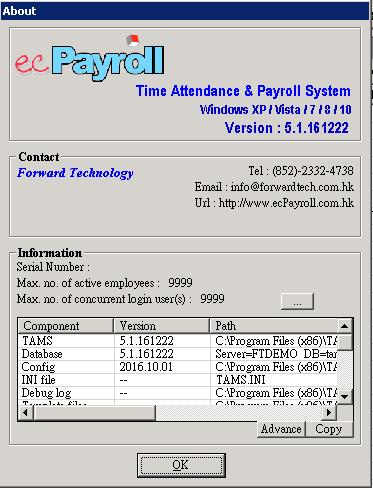 About
ecPayroll
Time Attendance & Payroll System
Windows XP / Vista / 7 / 8 / 10
Version : 5.1.161222
Contact
Forward Technology
Tel : (852)-2332-4738
Email : info@forwardtech.com.hk
Url : http://www.ecPayroll.com.hk
Information
Serial Number :
Max. no. of active employees : 9999
Max. no. of concurrent login user(s) : 9999
...
Component Version Path
TAMS 5.1.161222 C:\Program Files (x86)\TA
Database 5.1.161222 Server=FTDEMO DB=tar
Config 2016.10.01 C:\Program Files (x86)\TA
INI file -- TAMS.INI
Debug log -- C:\Program Files (x86)\TA
Template files -- C:\Program Files (x86)\TA
Advance Copy
OK